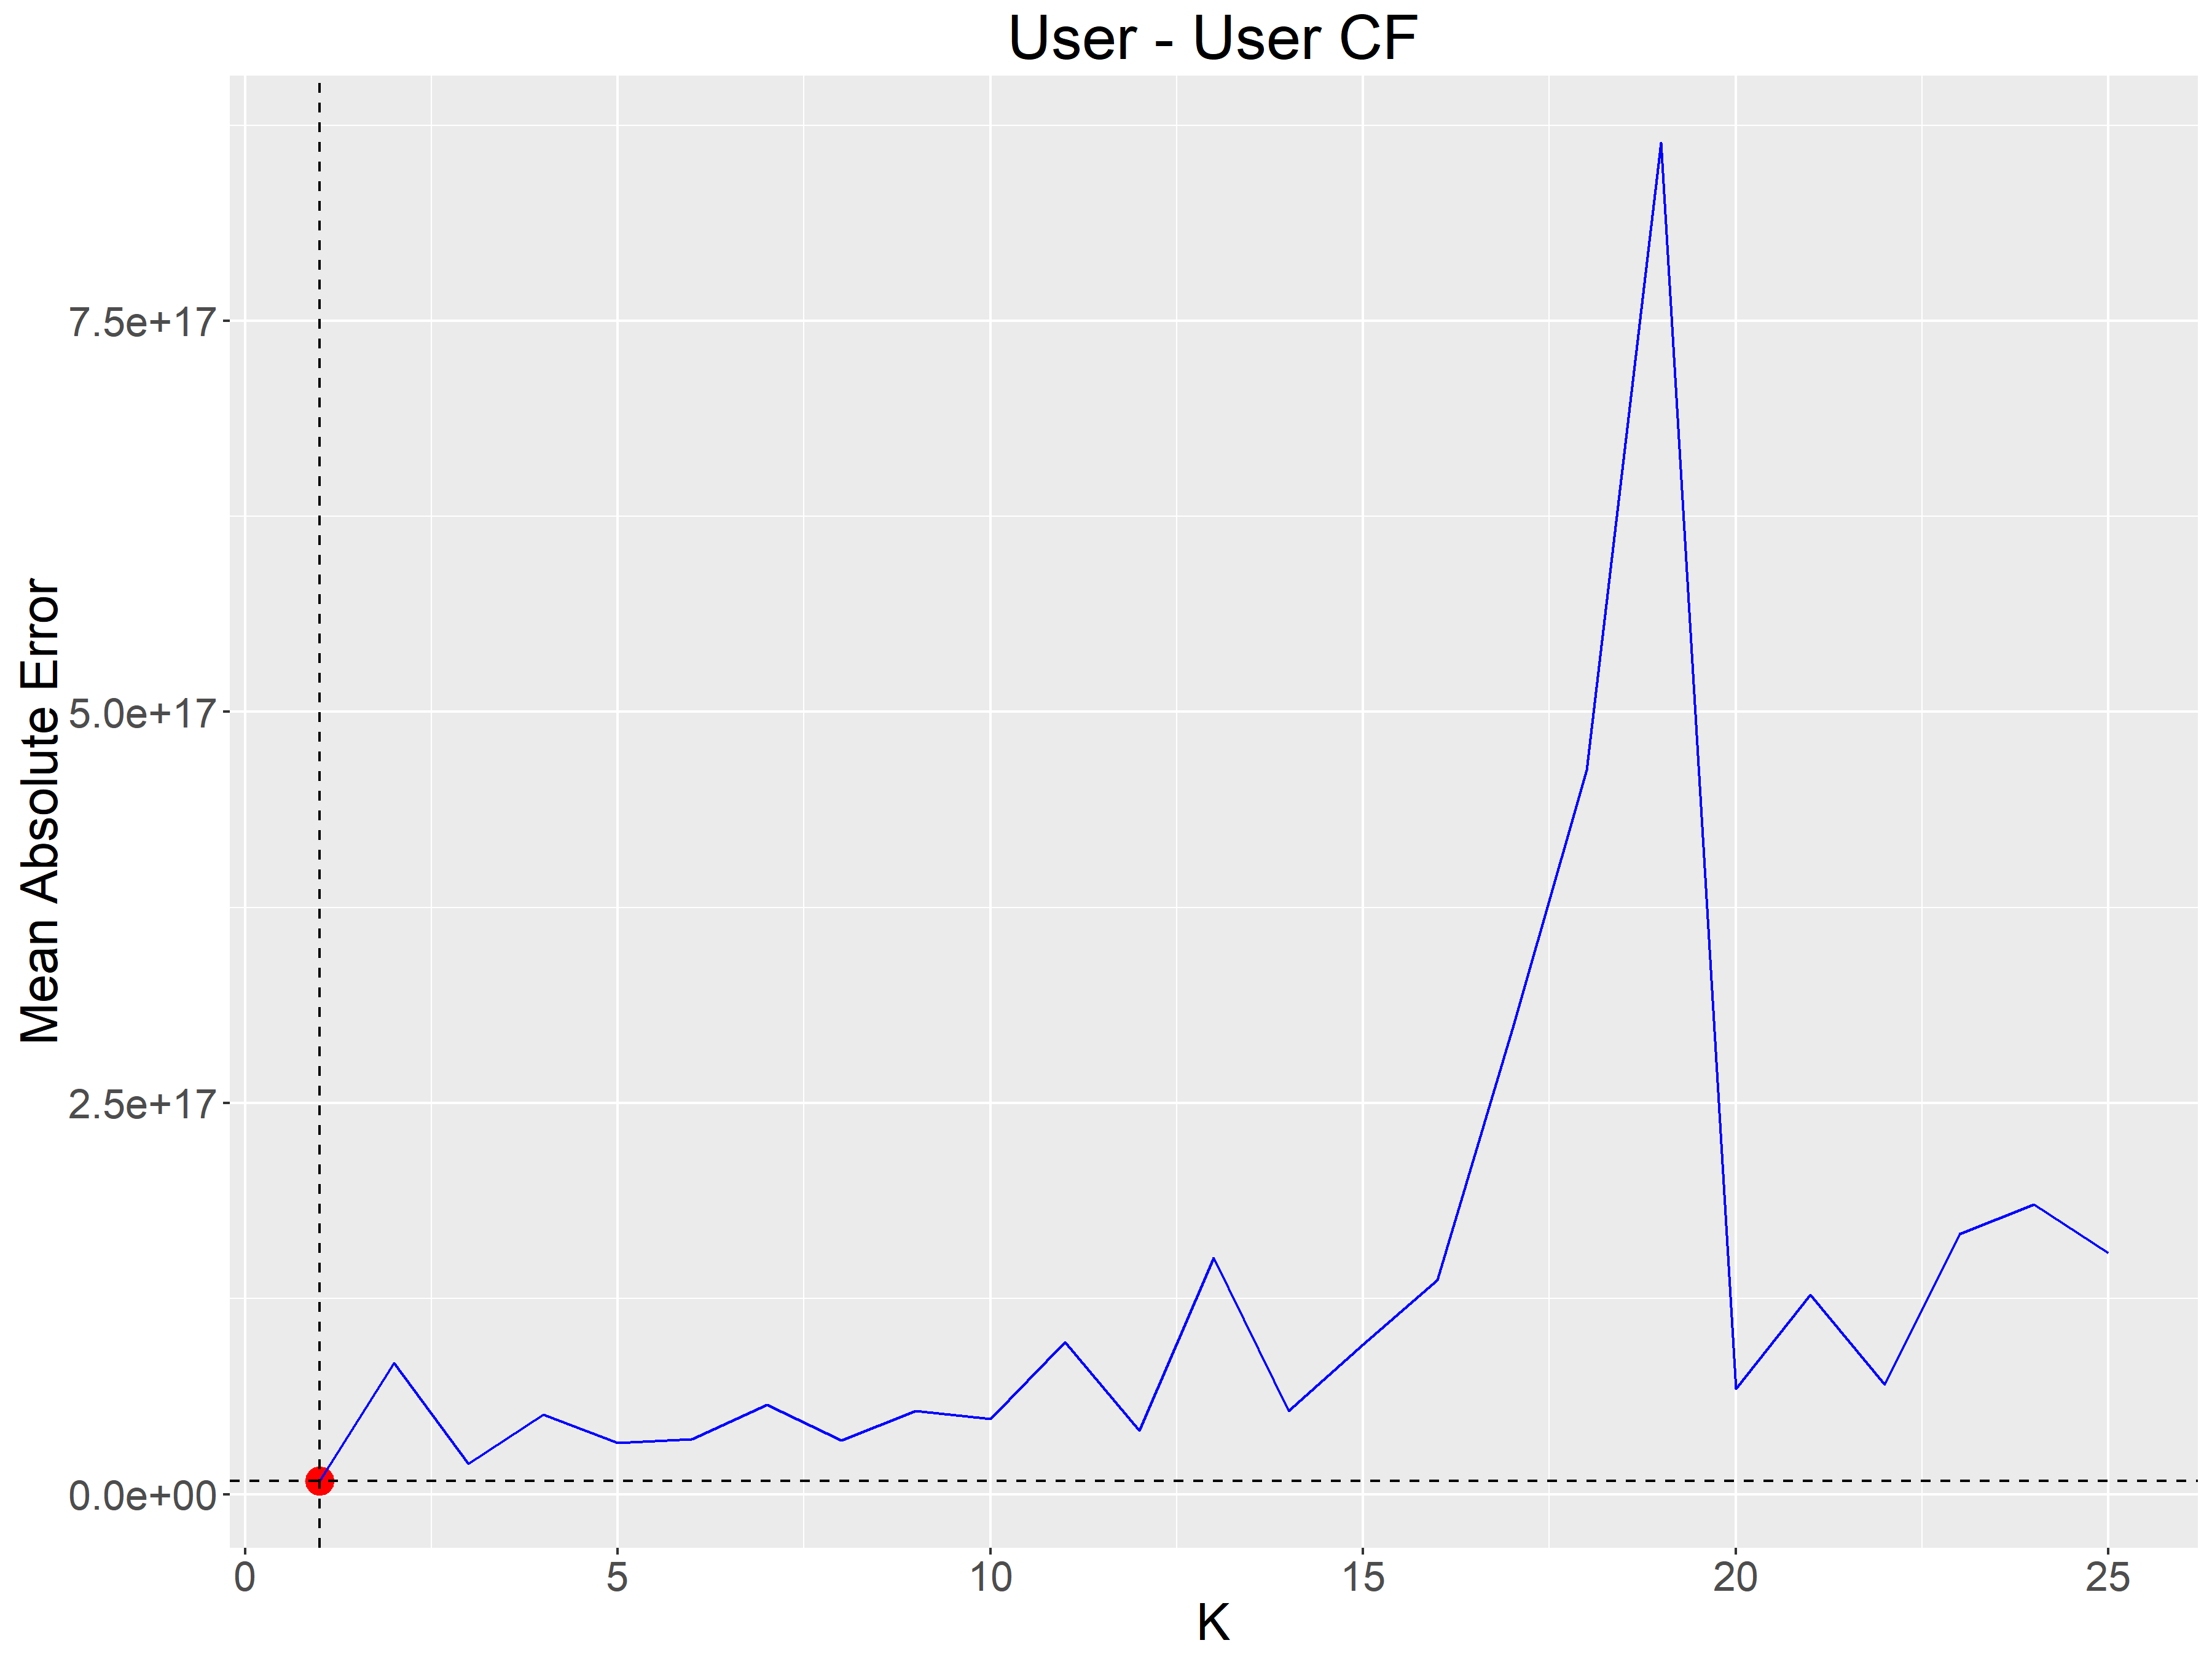 User - User CF
Mean Absolute Error
7.5e+17
5.0e+17
2.5e+17
0.0e+00
0 5 10 15 20 25
K